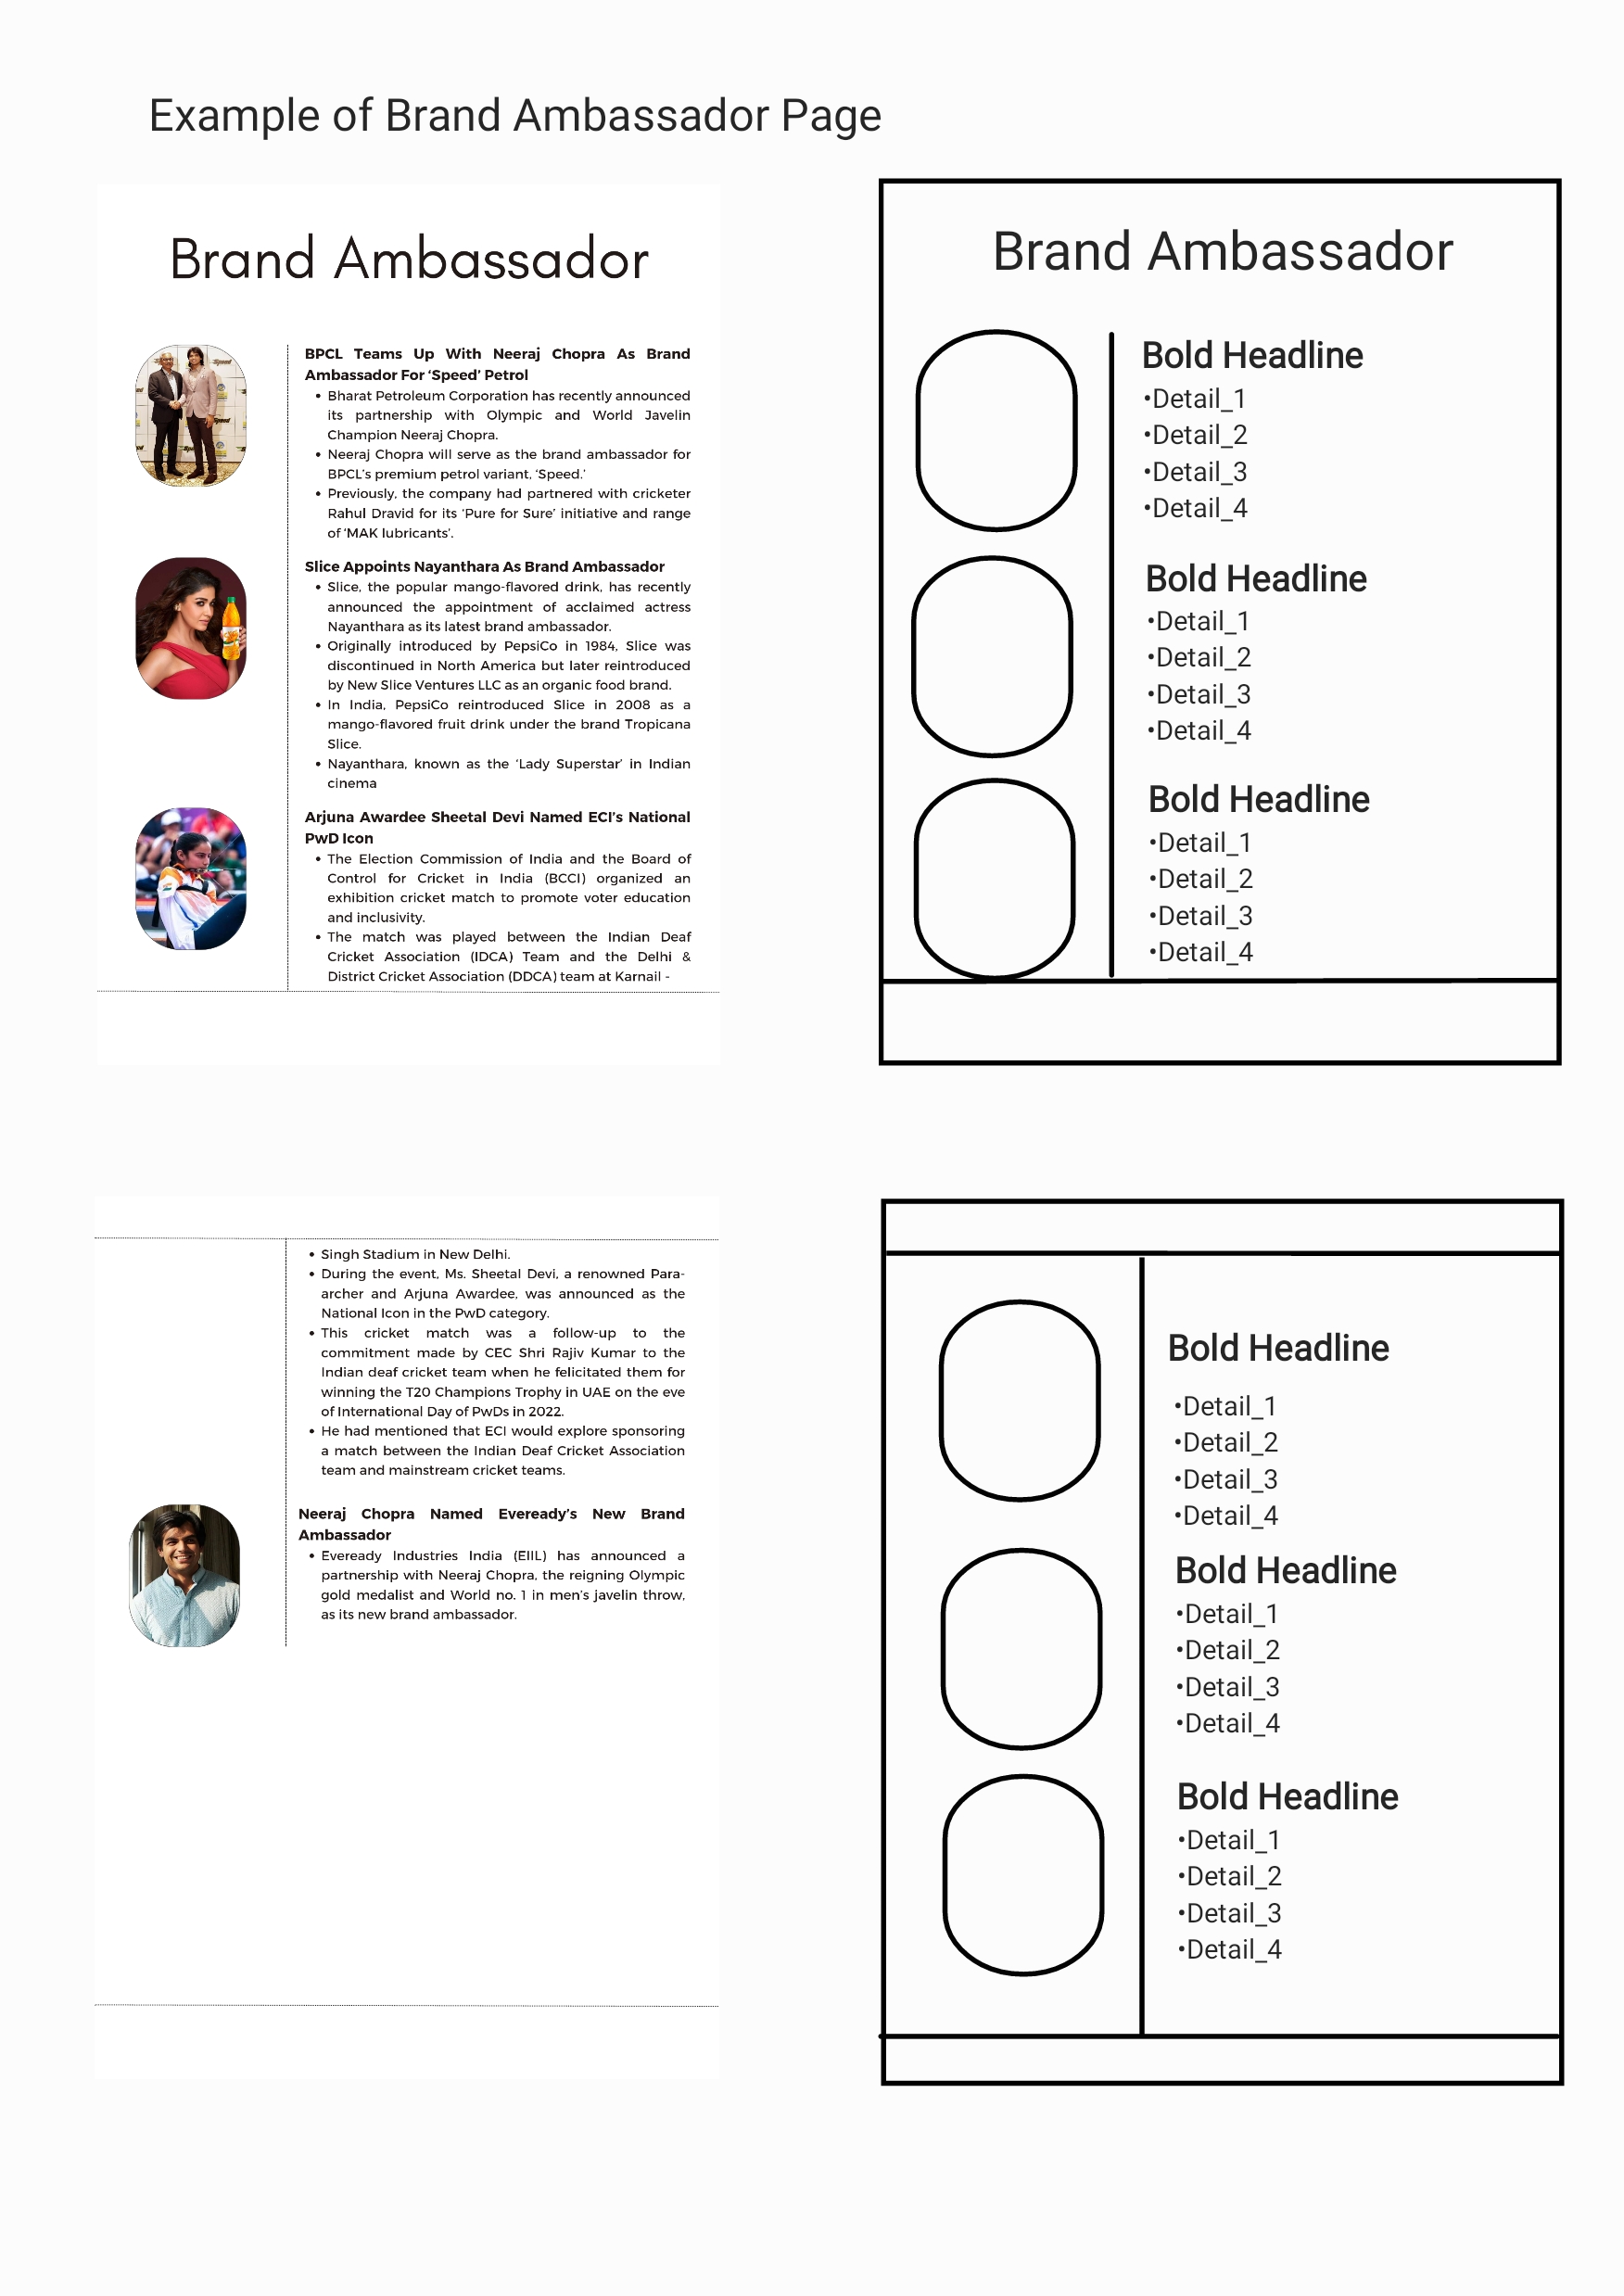 Example of Brand Ambassador Page
Brand Ambassador
BPCL Teams Up With Neeraj Chopra As Brand
Ambassador For ‘Speed’ Petrol
• Bharat Petroleum Corporation has recently announced
its partnership with Olympic and World Javelin
Champion Neeraj Chopra.
• Neeraj Chopra will serve as the brand ambassador for
BPCL’s premium petrol variant, ‘Speed.’
• Previously, the company had partnered with cricketer
Rahul Dravid for its ‘Pure for Sure’ initiative and range
of ‘MAK lubricants’.
Slice Appoints Nayanthara As Brand Ambassador
• Slice, the popular mango-flavored drink, has recently
announced the appointment of acclaimed actress
Nayanthara as its latest brand ambassador.
• Originally introduced by PepsiCo in 1984, Slice was
discontinued in North America but later reintroduced
by New Slice Ventures LLC as an organic food brand.
• In India, PepsiCo reintroduced Slice in 2008 as a
mango-flavored fruit drink under the brand Tropicana
Slice.
• Nayanthara, known as the ‘Lady Superstar’ in Indian
cinema
Arjuna Awardee Sheetal Devi Named ECI’s National
PwD Icon
• The Election Commission of India and the Board of
Control for Cricket in India (BCCI) organized an
exhibition cricket match to promote voter education
and inclusivity.
• The match was played between the Indian Deaf
Cricket Association (IDCA) Team and the Delhi &
District Cricket Association (DDCA) team at Karnail -
Brand Ambassador
Bold Headline
•Detail_1
•Detail_2
•Detail_3
•Detail_4
Bold Headline
•Detail_1
•Detail_2
•Detail_3
•Detail_4
Bold Headline
•Detail_1
•Detail_2
•Detail_3
•Detail_4
• Singh Stadium in New Delhi.
• During the event, Ms. Sheetal Devi, a renowned Para-
archer and Arjuna Awardee, was announced as the
National Icon in the PwD category.
• This cricket match was a follow-up to the
commitment made by CEC Shri Rajiv Kumar to the
Indian deaf cricket team when he felicitated them for
winning the T20 Champions Trophy in UAE on the eve
of International Day of PwDs in 2022.
• He had mentioned that ECI would explore sponsoring
a match between the Indian Deaf Cricket Association
team and mainstream cricket teams.
Neeraj Chopra Named Eveready’s New Brand
Ambassador
• Eveready Industries India (EIIL) has announced a
partnership with Neeraj Chopra, the reigning Olympic
gold medalist and World no. 1 in men’s javelin throw,
as its new brand ambassador.
Bold Headline
•Detail_1
•Detail_2
•Detail_3
•Detail_4
Bold Headline
•Detail_1
•Detail_2
•Detail_3
•Detail_4
Bold Headline
•Detail_1
•Detail_2
•Detail_3
•Detail_4